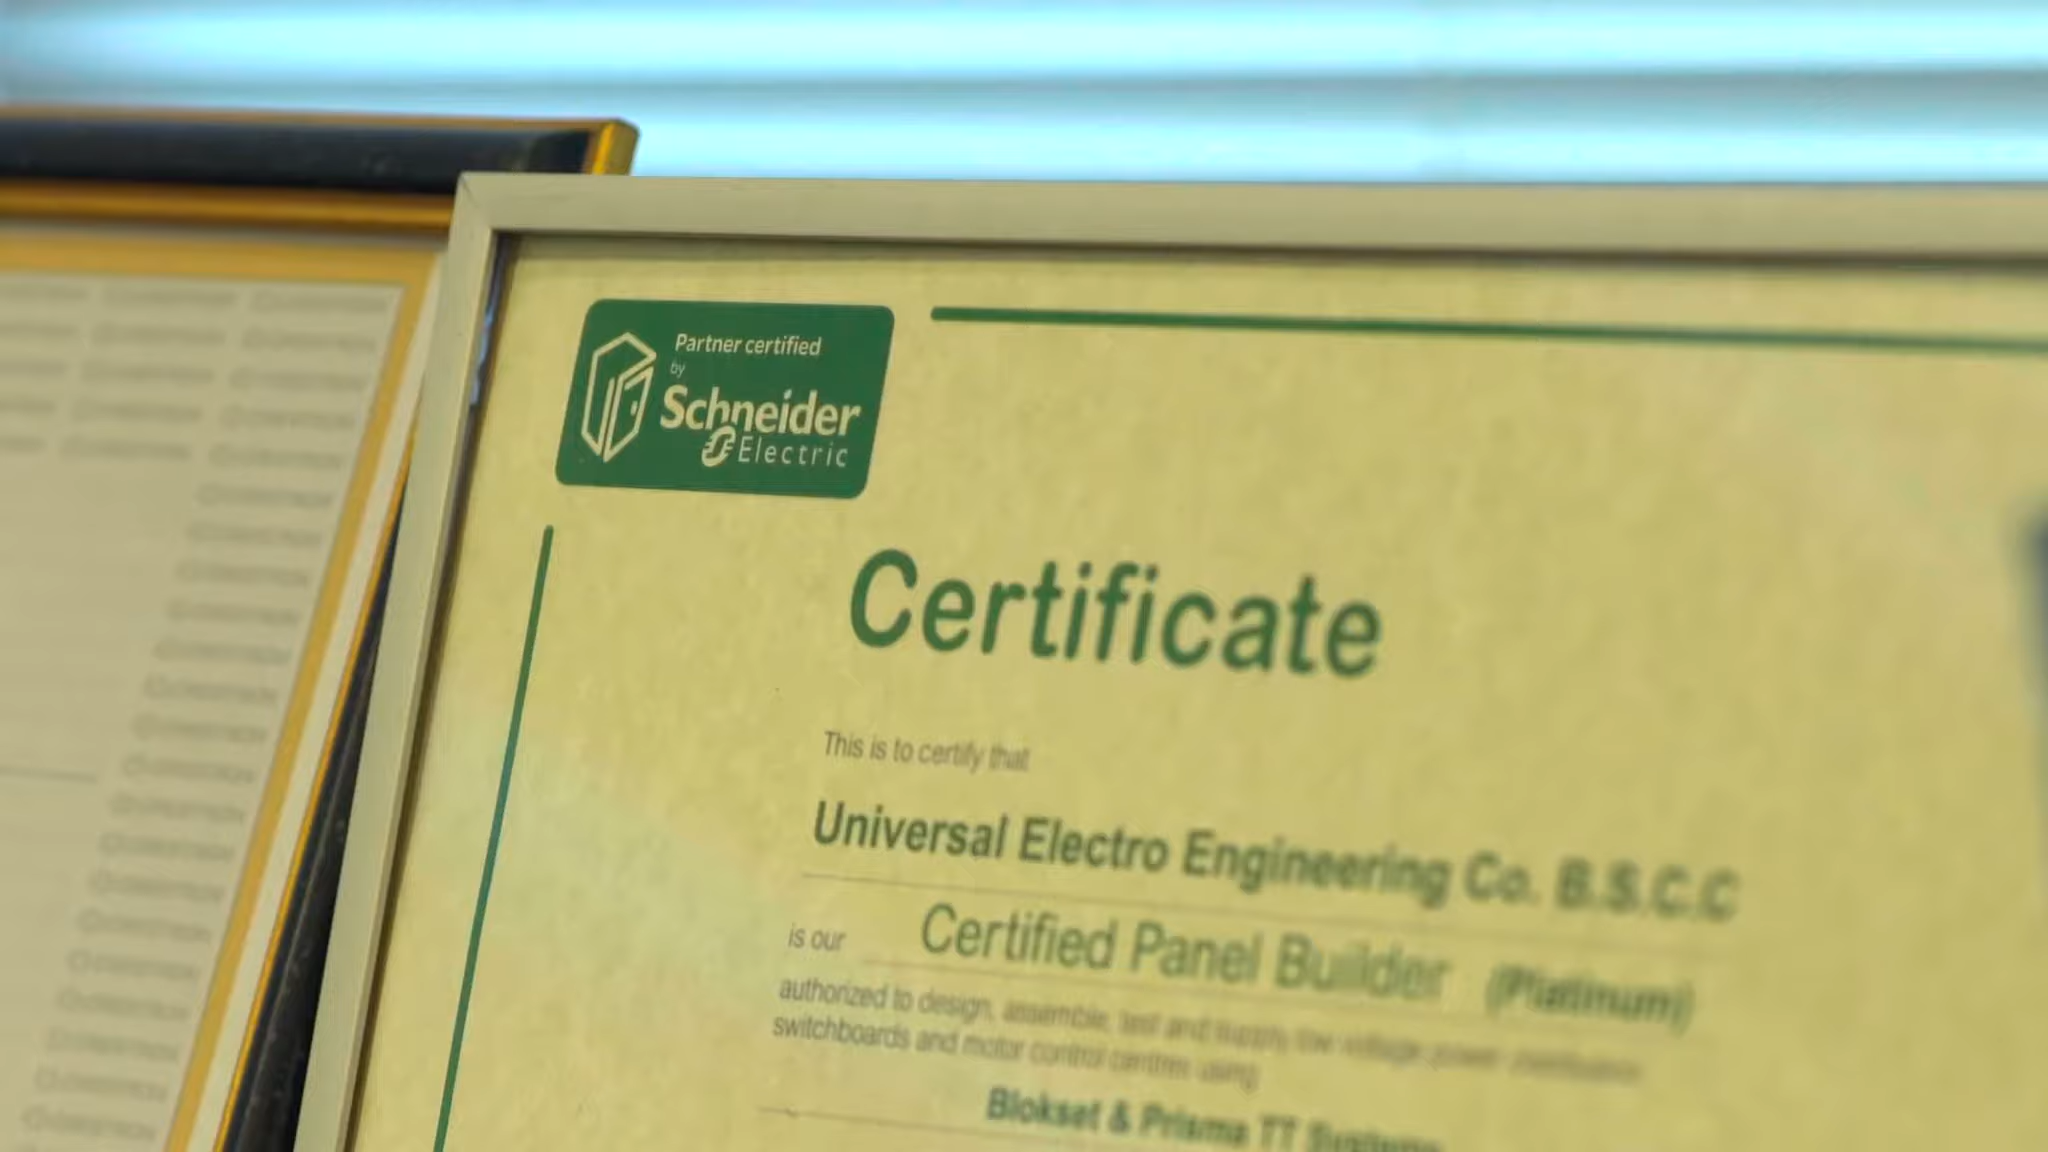 Partner certified
by
Schneider
Electric
Certificate
This is to certify that
Universal Electro Engineering Co. B.S.C.C
is our Certified Panel Builder (Platinum)
authorized to design, assemble, test and supply low voltage power distribution
switchboards and motor control centres using
Blokset & Prisma TT Systems